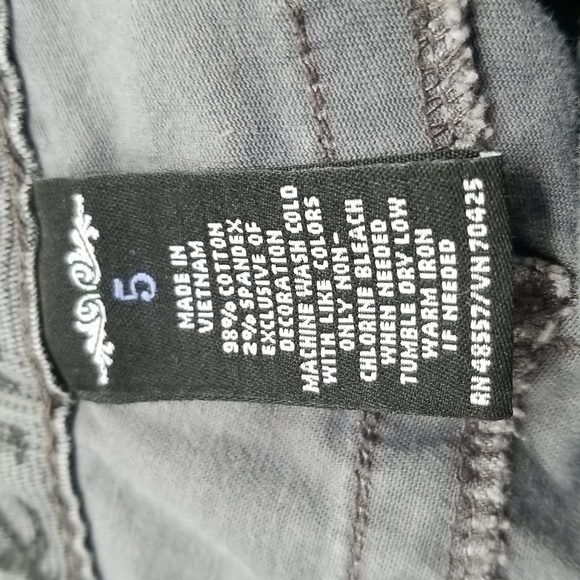 5
MADE IN
VIETNAM
98% COTTON
2% SPANDEX
EXCLUSIVE OF
DECORATION
MACHINE WASH COLD
WITH LIKE COLORS
ONLY NON-
CHLORINE BLEACH
WHEN NEEDED
TUMBLE DRY LOW
WARM IRON
IF NEEDED
RN 48557/VN 70425